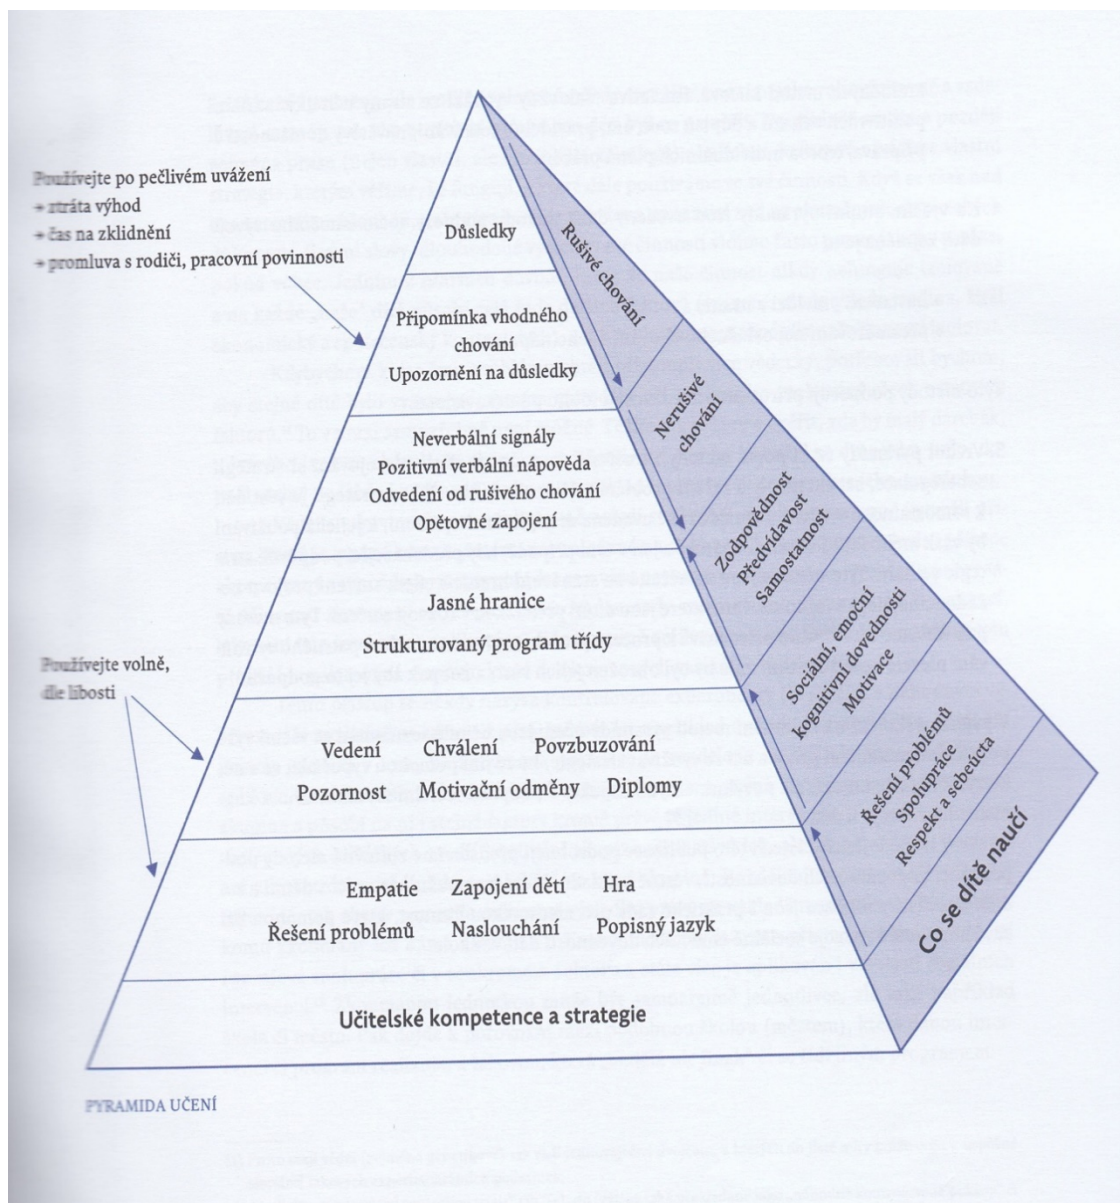 Používejte po pečlivém uvážení
→ ztráta výhod
→ čas na zklidnění
→ promluva s rodiči, pracovní povinnosti
Důsledky
Připomínka vhodného
chování
Upozornění na důsledky
Neverbální signály
Pozitivní verbální nápověda
Odvedení od rušivého chování
Opětovné zapojení
Jasné hranice
Strukturovaný program třídy
Používejte volně,
dle libosti
Vedení Chválení Povzbuzování
Pozornost Motivační odměny Diplomy
Empatie Zapojení dětí Hra
Řešení problémů Naslouchání Popisný jazyk
Učitelské kompetence a strategie
Rušivé chování
Nerušivé
chování
Zodpovědnost
Předvídavost
Samostatnost
Sociální, emoční
kognitivní dovednosti
Motivace
Řešení problémů
Spolupráce
Respekt a sebeúcta
Co se dítě naučí
PYRAMIDA UČENÍ